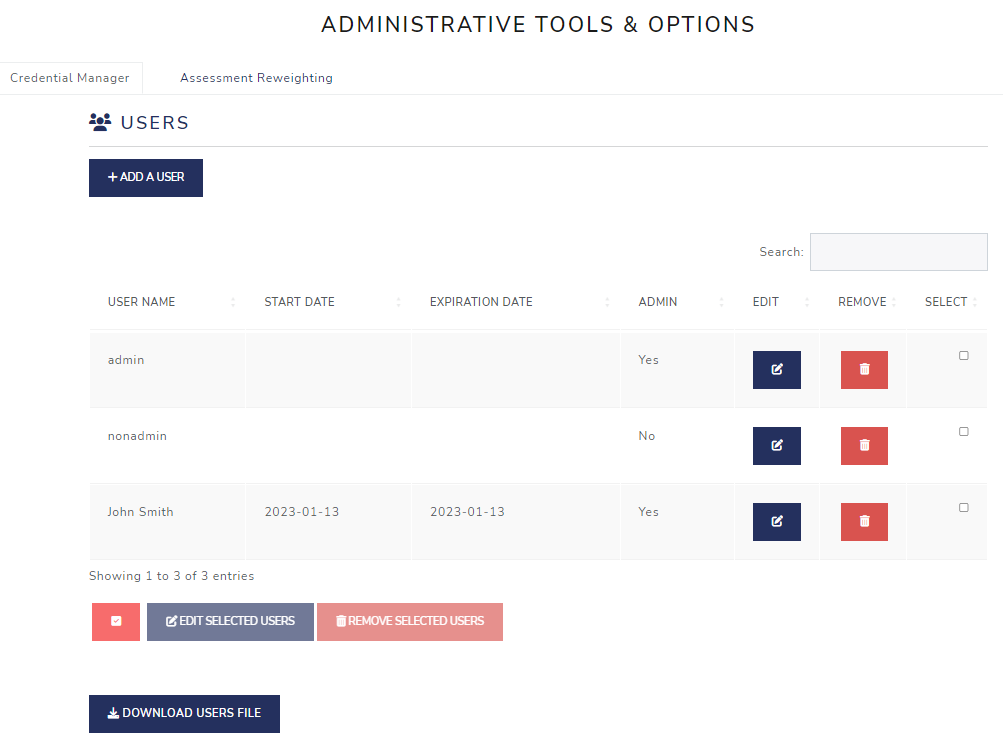 ADMINISTRATIVE TOOLS & OPTIONS
Credential Manager Assessment Reweighting
USERS
ADD A USER
Search:
USER NAME START DATE EXPIRATION DATE ADMIN EDIT REMOVE SELECT
admin Yes
nonadmin No
John Smith 2023-01-13 2023-01-13 Yes
Showing 1 to 3 of 3 entries
EDIT SELECTED USERS REMOVE SELECTED USERS
DOWNLOAD USERS FILE